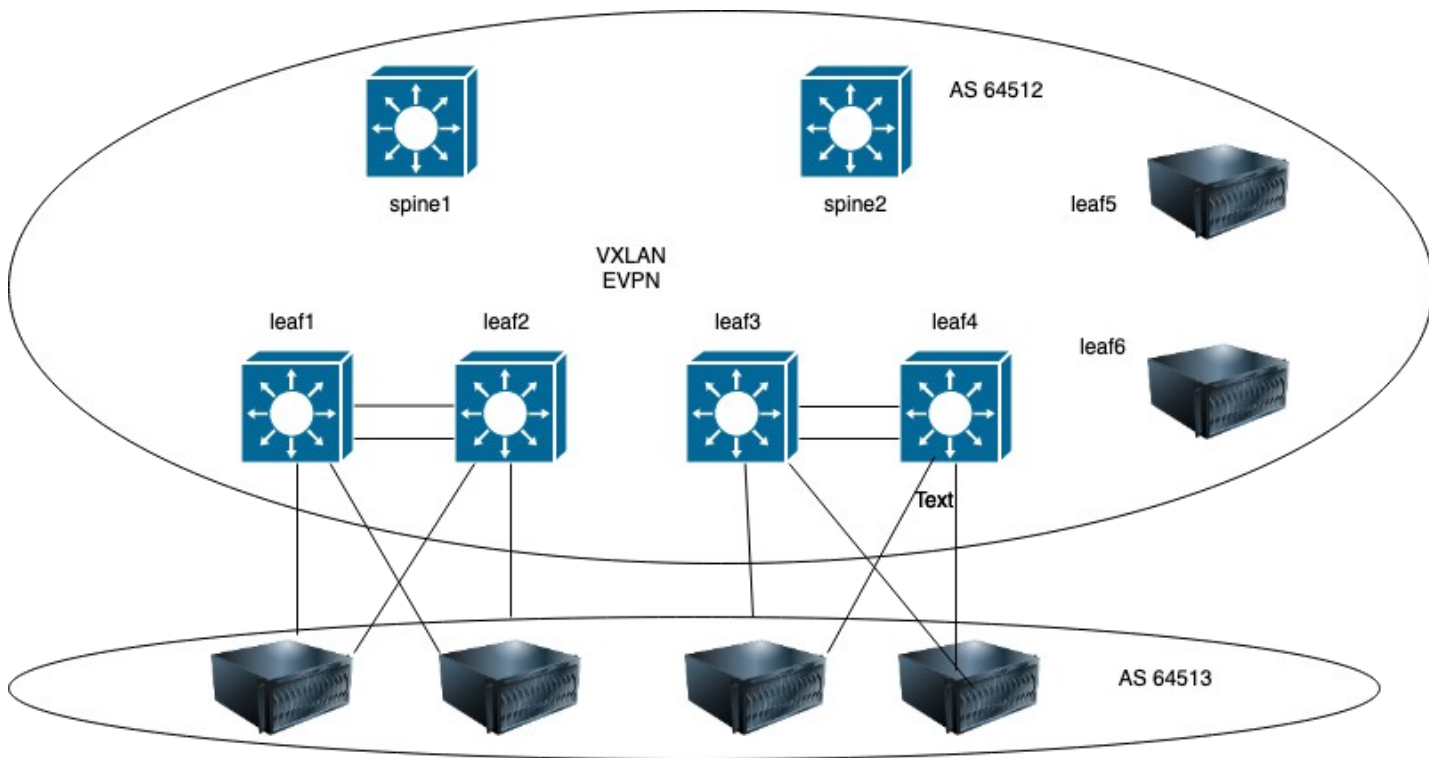 AS 64512
spine1
spine2
leaf5
VXLAN
EVPN
leaf1
leaf2
leaf3
leaf4
leaf6
Text
AS 64513